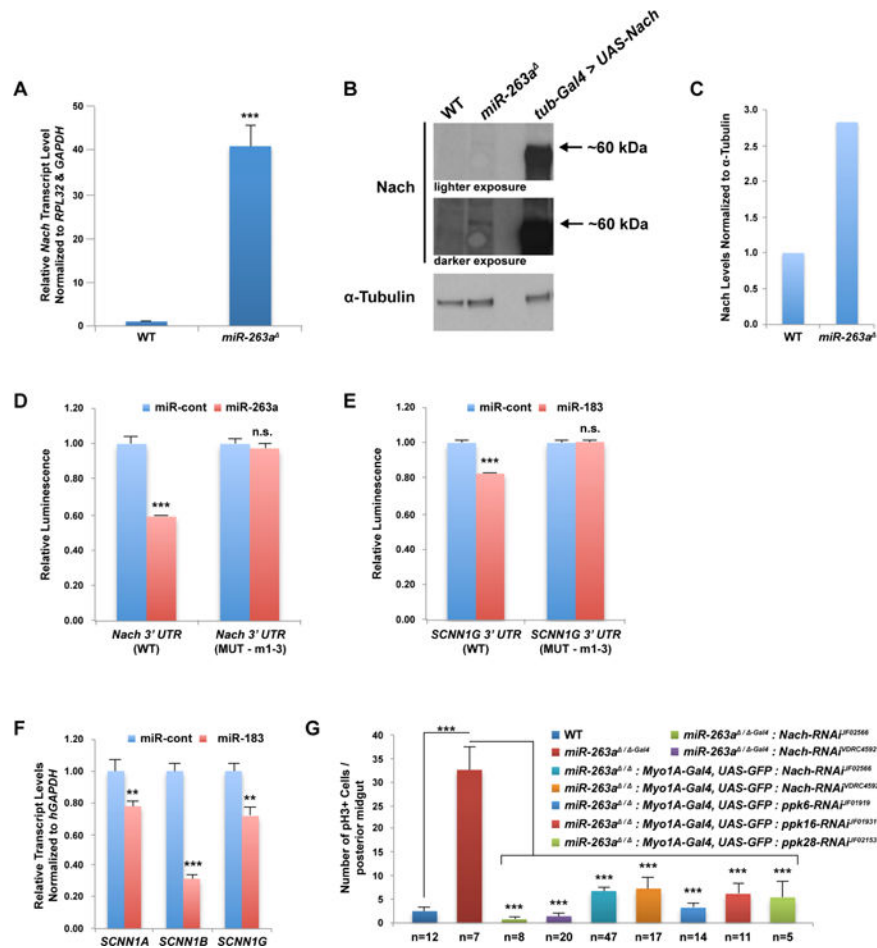 A
Relative Nach Transcript Level
Normalized to RPL32 & GAPDH
50
40
30
20
10
0
***
WT
miR-263aΔ
B
WT
miR-263aΔ
tub-Gal4 > UAS-Nach
Nach
~60 kDa
lighter exposure
~60 kDa
darker exposure
α-Tubulin
C
Nach Levels Normalized to α-Tubulin
3.0
2.5
2.0
1.5
1.0
0.5
0
WT
miR-263aΔ
D
miR-cont
miR-263a
Relative Luminescence
1.20
1.00
0.80
0.60
0.40
0.20
0.00
***
n.s.
Nach 3' UTR
(WT)
Nach 3' UTR
(MUT - m1-3)
E
miR-cont
miR-183
Relative Luminescence
1.20
1.00
0.80
0.60
0.40
0.20
0.00
***
n.s.
SCNN1G 3' UTR
(WT)
SCNN1G 3' UTR
(MUT - m1-3)
F
miR-cont
miR-183
Relative Transcript Levels
Normalized to hGAPDH
1.20
1.00
0.80
0.60
0.40
0.20
0.00
**
***
**
SCNN1A
SCNN1B
SCNN1G
G
Number of pH3+ Cells /
posterior midgut
40
35
30
25
20
15
10
5
0
***
WT
miR-263aΔ/Δ-Gal4
miR-263aΔ/Δ-Gal4 : Nach-RNAiJF02566
miR-263aΔ/Δ-Gal4 : Nach-RNAiVDRC4592
miR-263aΔ/Δ : Myo1A-Gal4, UAS-GFP : Nach-RNAiJF02566
miR-263aΔ/Δ : Myo1A-Gal4, UAS-GFP : Nach-RNAiVDRC4592
miR-263aΔ/Δ : Myo1A-Gal4, UAS-GFP : ppk6-RNAiJF01919
miR-263aΔ/Δ : Myo1A-Gal4, UAS-GFP : ppk16-RNAiJF01931
miR-263aΔ/Δ : Myo1A-Gal4, UAS-GFP : ppk28-RNAiJF02153
***
***
***
***
***
***
***
n=12
n=7
n=8
n=20
n=47
n=17
n=14
n=11
n=5